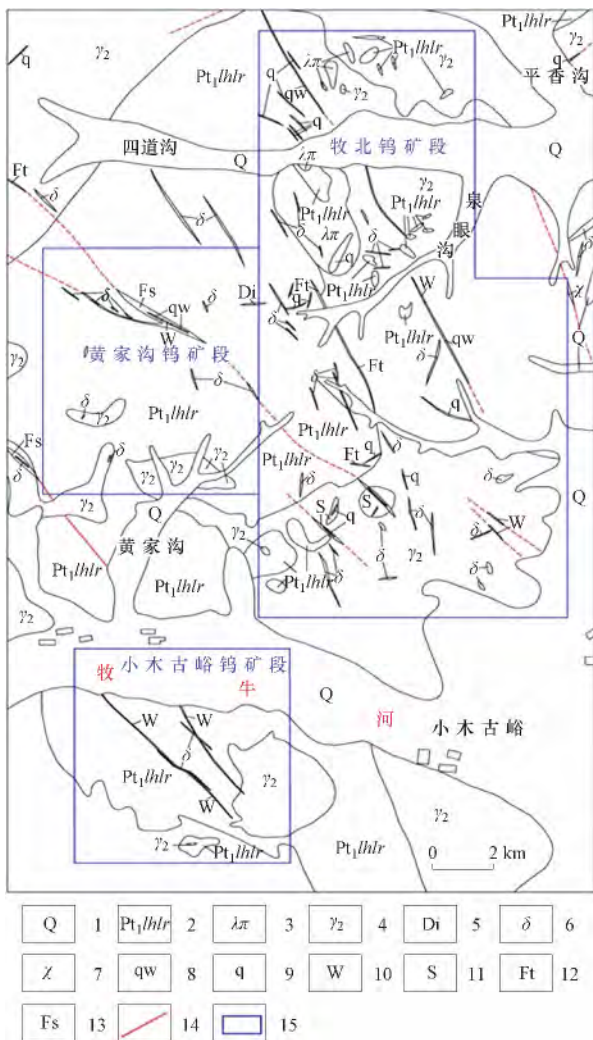 γ₂
Pt₁lhlr
q
γ₂
q
Pt₁lhlr
λπ
Pt₁lhlr
γ₂
qw
γ₂
γ₂
q
平香沟
q
四道沟
Q
牧北钨矿段
Q
λπ
Ft
δ
γ₂
泉
Pt₁lhlr
Pt₁lhlr
眼
δ
δ
λπ
δ
沟
q
Fs
δ
Di
Ft
Pt₁lhlr
W
χ
δ
qw
q
W
δ
Pt₁lhlr
qw
Q
黄家沟钨矿段
δ
δ
Ft
δ
Pt₁lhlr
q
γ₂
Pt₁lhlr
q
δ
Fs
δ
Ft
q
δ
δ
γ₂
γ₂
γ₂
δ
S
Q
γ₂
Q
S
q
W
黄家沟
γ₂
δ
γ₂
δ
δ
Pt₁lhlr
Pt₁lhlr
Pt₁lhlr
δ
γ₂
小木古峪钨矿段
牧
牛
Q
河
W
W
小木古峪
δ
Pt₁lhlr
γ₂
W
γ₂
γ₂
Pt₁lhlr
Pt₁lhlr
Pt₁lhlr
0 2 km
Q 1 Pt₁lhlr 2 λπ 3 γ₂ 4 Di 5 δ 6
χ 7 qw 8 q 9 W 10 S 11 Ft 12
Fs 13 14 15